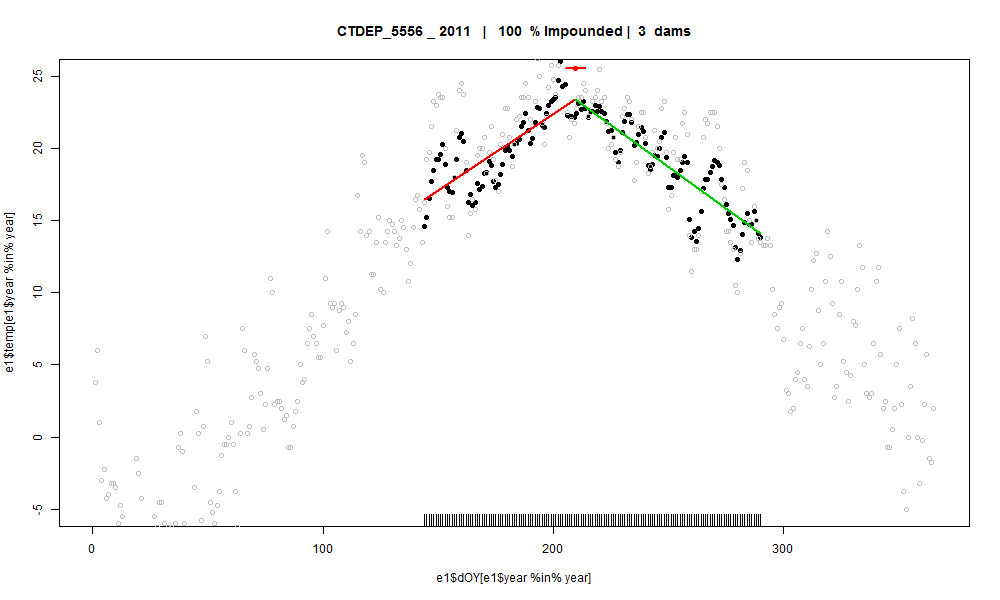 CTDEP_5556 _ 2011 | 100 % Impounded | 3 dams
e1$temp[e1$year %in% year]
25
20
15
10
5
0
-5
0 100 200 300
e1$dOY[e1$year %in% year]